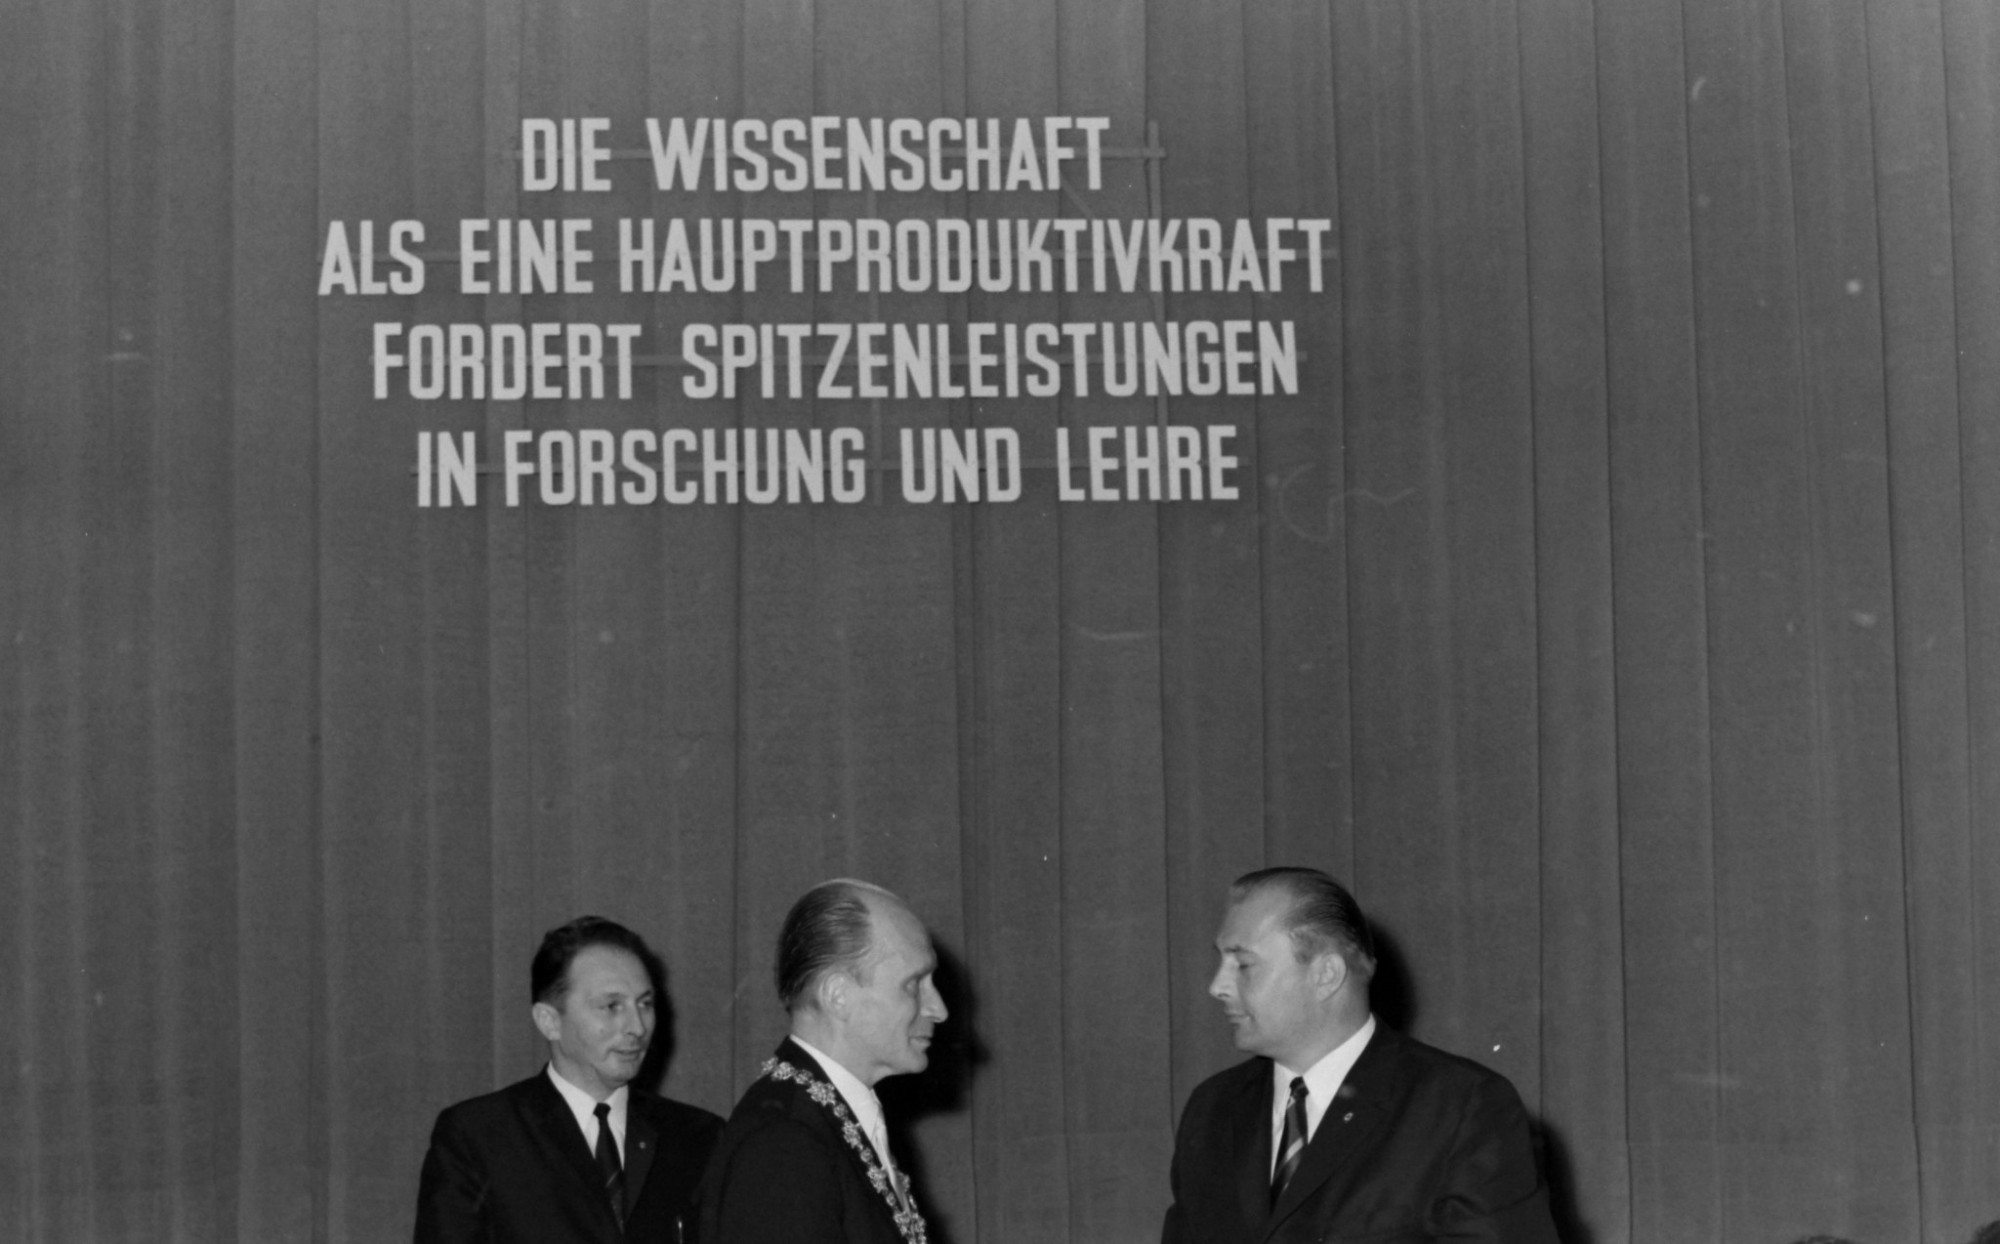 DIE WISSENSCHAFT
ALS EINE HAUPTPRODUKTIVKRAFT
FORDERT SPITZENLEISTUNGEN
IN FORSCHUNG UND LEHRE